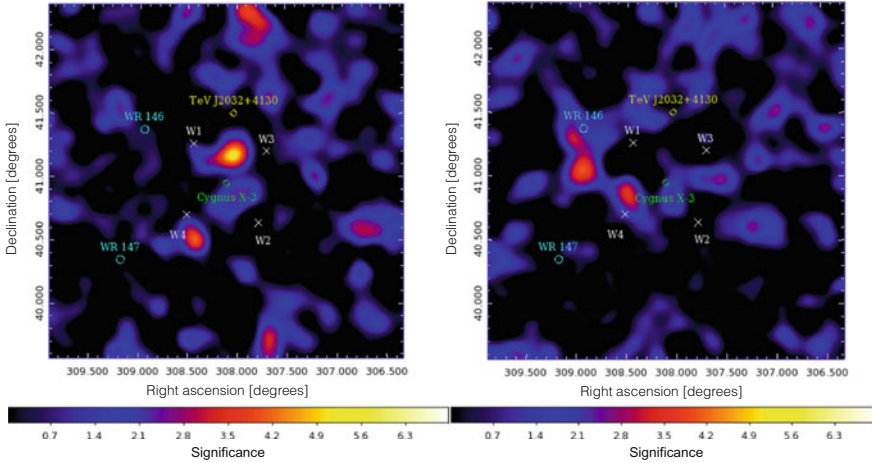 42.000
41.500
41.000
40.500
40.000
Declination [degrees]
TeV J2032+4130
WR 146
W1
W3
Cygnus X-3
W4
W2
WR 147
309.500
309.000
308.500
308.000
307.500
307.000
306.500
Right ascension [degrees]
0.7
1.4
2.1
2.8
3.5
4.2
4.9
5.6
6.3
Significance
42.000
41.500
41.000
40.500
40.000
Declination [degrees]
TeV J2032+4130
WR 146
W1
W3
Cygnus X-3
W4
W2
WR 147
309.500
309.000
308.500
308.000
307.500
307.000
306.500
Right ascension [degrees]
0.7
1.4
2.1
2.8
3.5
4.2
4.9
5.6
6.3
Significance